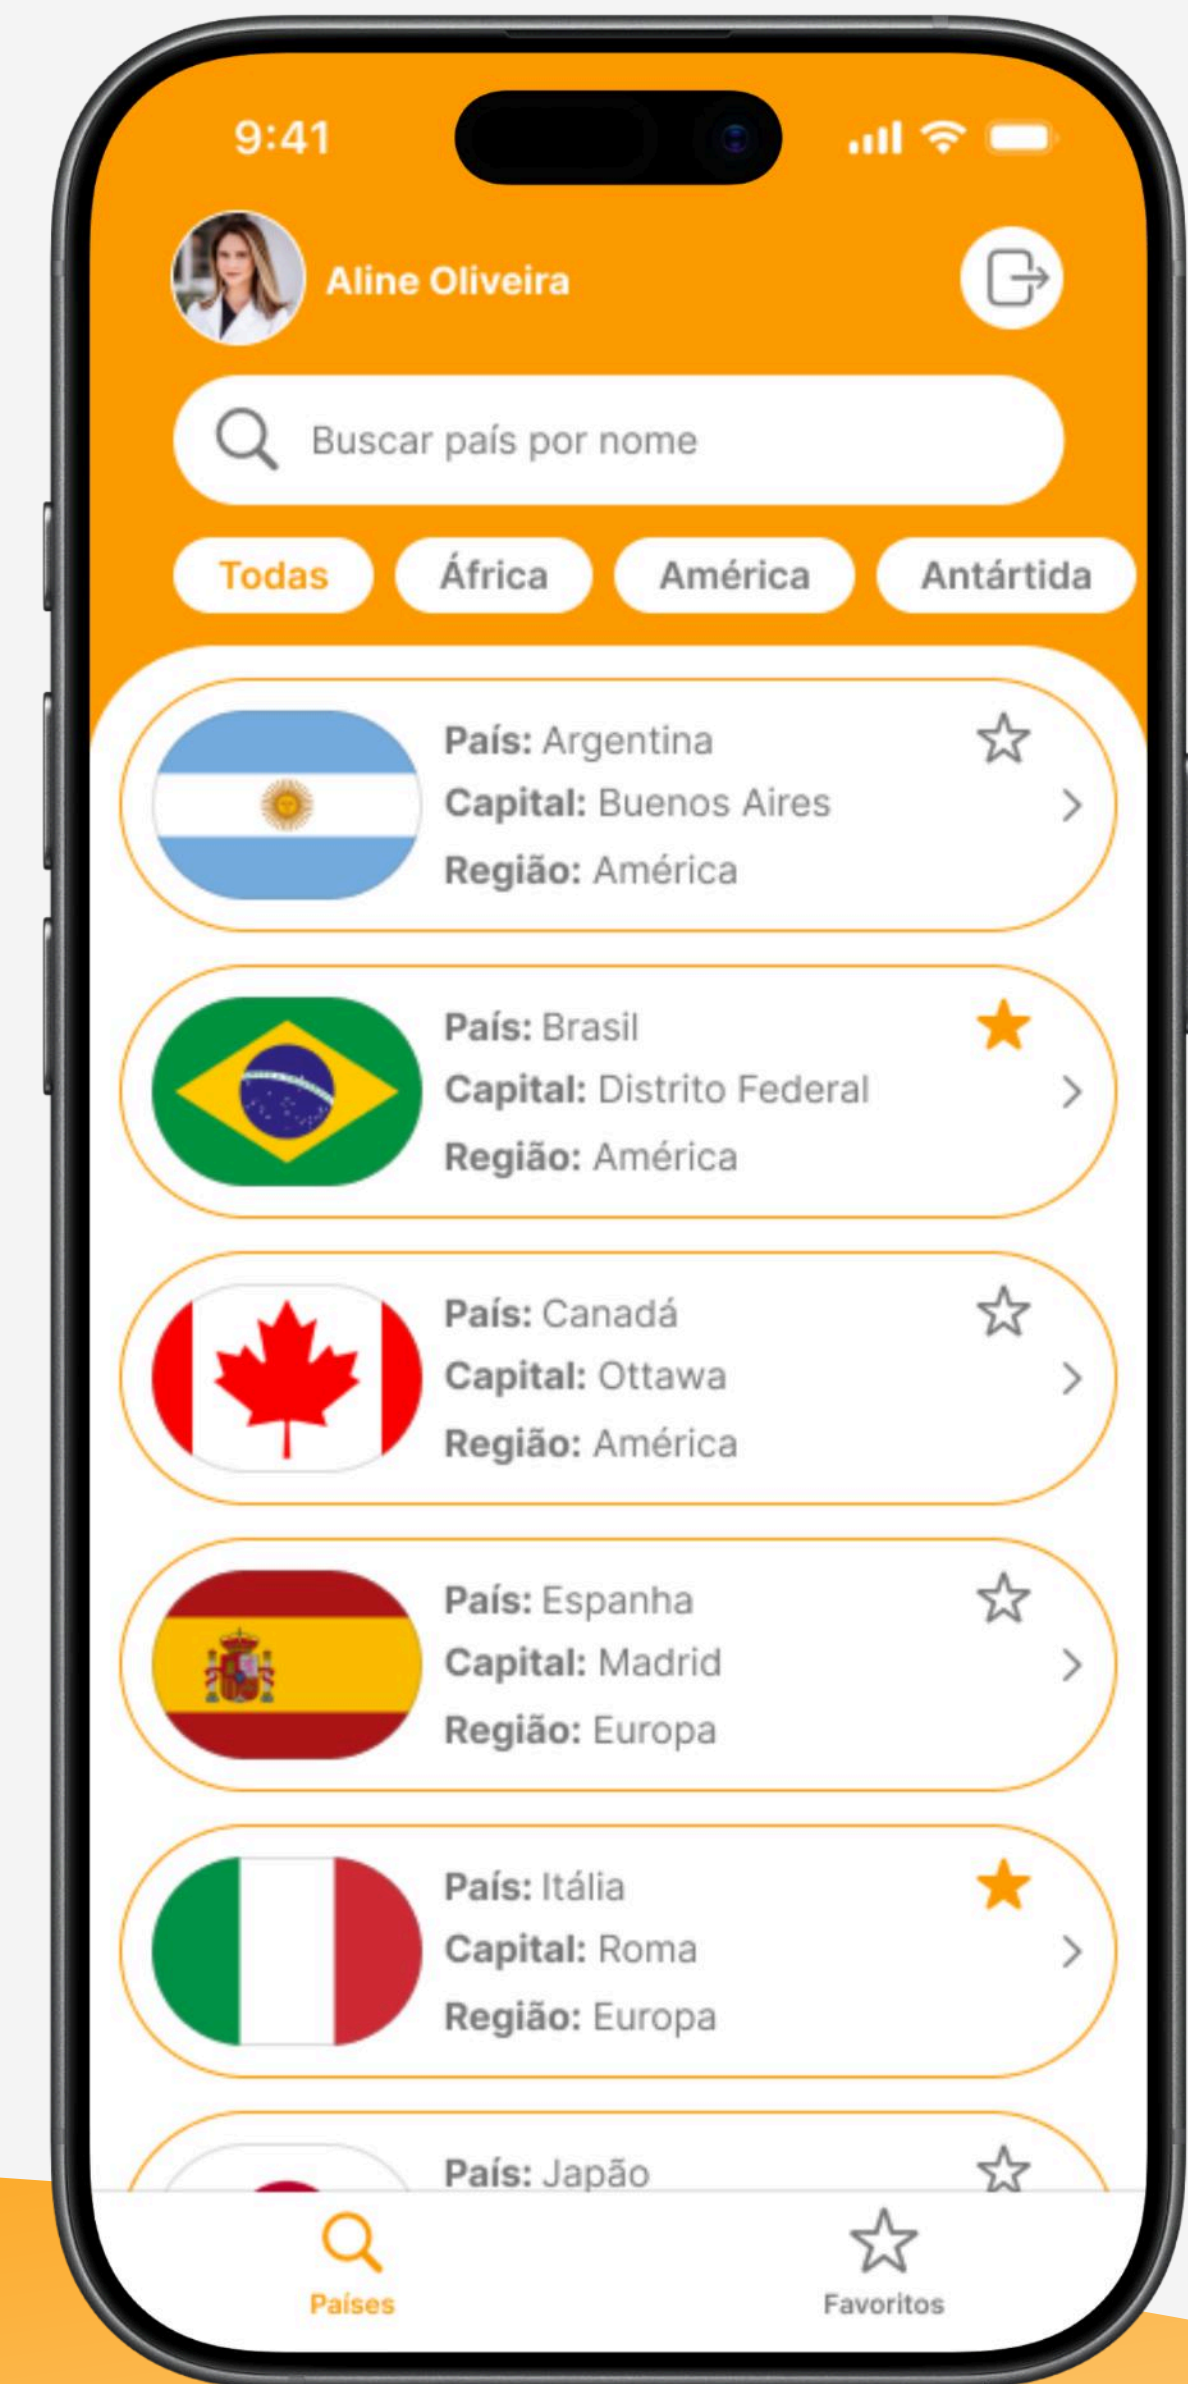 9:41
Aline Oliveira
Buscar país por nome
Todas África América Antártida
País: Argentina
Capital: Buenos Aires
Região: América
País: Brasil
Capital: Distrito Federal
Região: América
País: Canadá
Capital: Ottawa
Região: América
País: Espanha
Capital: Madrid
Região: Europa
País: Itália
Capital: Roma
Região: Europa
País: Japão
Países Favoritos